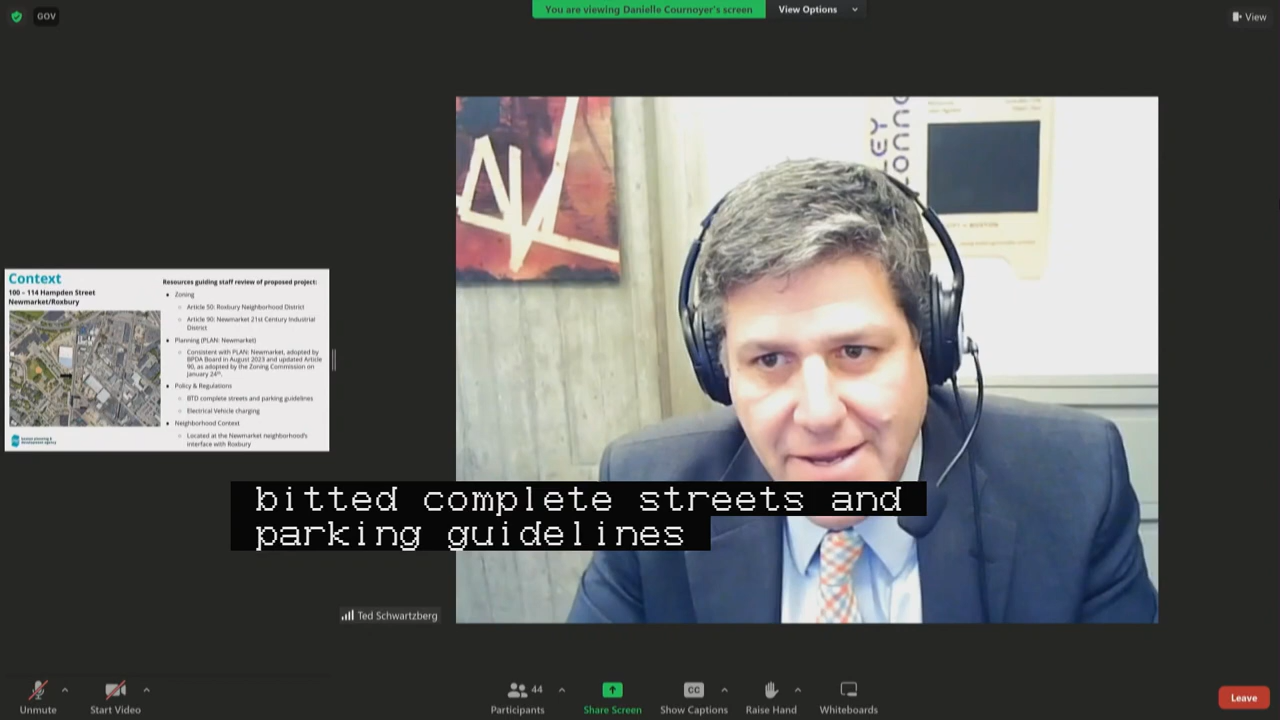 GOV
You are viewing Danielle Cournoyer's screen
View Options
View
Context
100 – 114 Hampden Street
Newmarket/Roxbury
Resources guiding staff review of proposed project:
Zoning
Article 50: Roxbury Neighborhood District
Article 90: Newmarket 21st Century Industrial
District
Planning (PLAN: Newmarket)
Consistent with PLAN: Newmarket, adopted by
BPDA Board in August 2023 and updated Article
90, as adopted by the Zoning Commission on
January 24th.
Policy & Regulations
BTD complete streets and parking guidelines
Electrical Vehicle charging
Neighborhood Context
Located at the Newmarket neighborhood's
interface with Roxbury
bitted complete streets and
parking guidelines
Ted Schwartzberg
Unmute
Start Video
44
Participants
Share Screen
CC
Show Captions
Raise Hand
Whiteboards
Leave